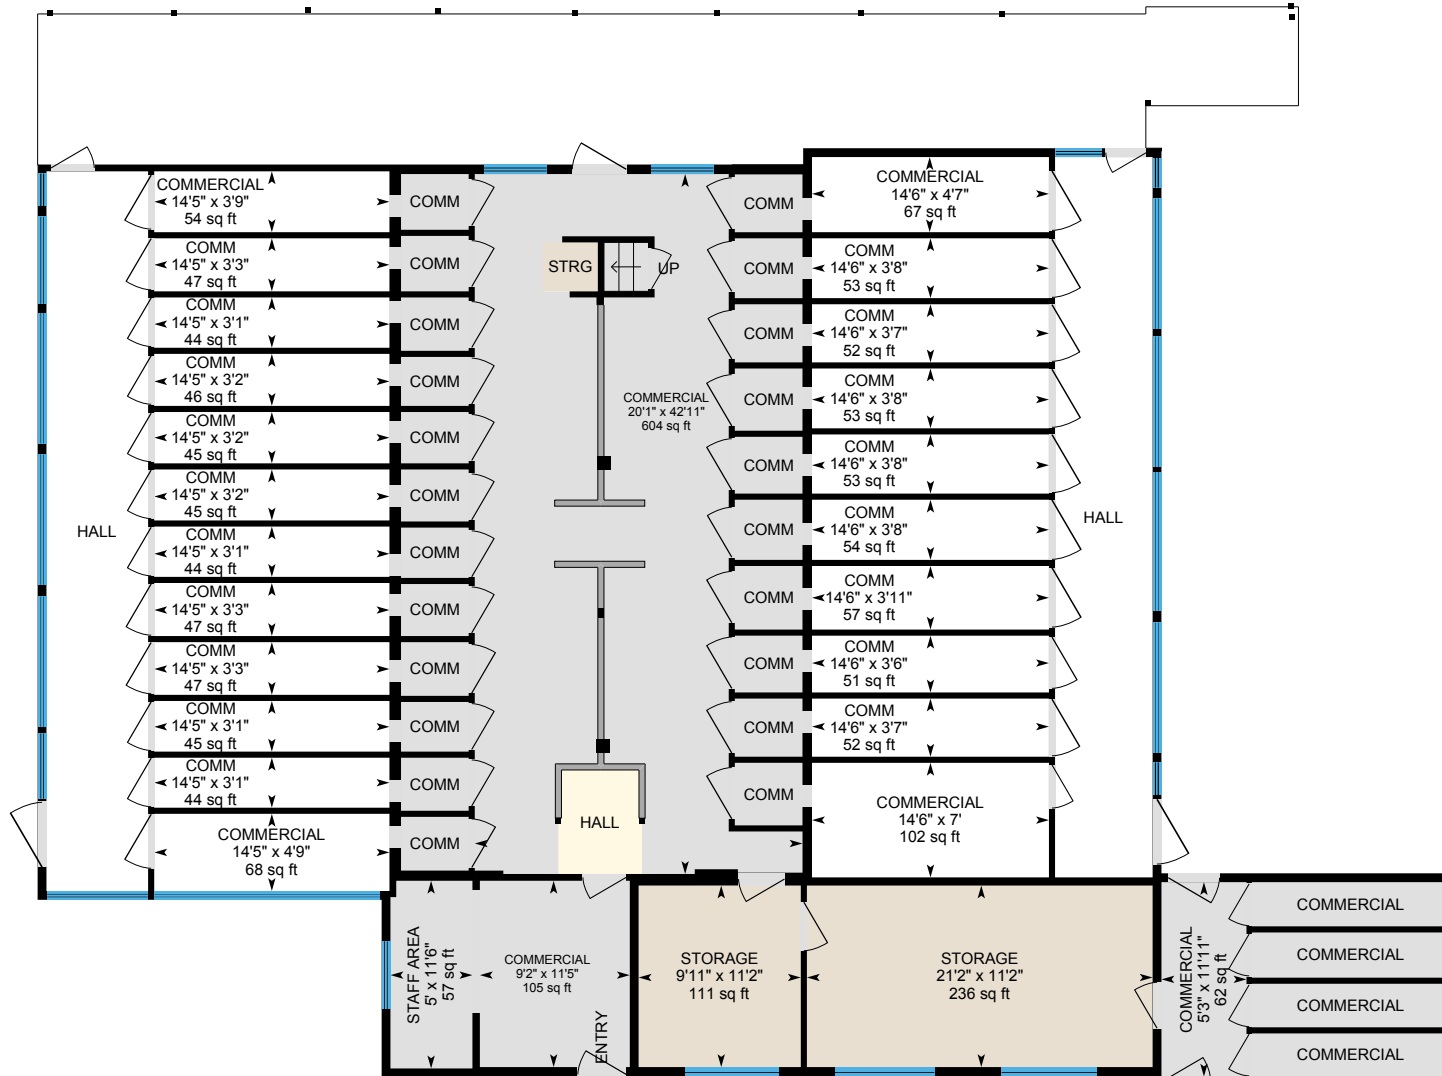 COMMERCIAL
14'5" x 3'9"
54 sq ft
COMM
14'5" x 3'3"
47 sq ft
COMM
14'5" x 3'1"
44 sq ft
COMM
14'5" x 3'2"
46 sq ft
COMM
14'5" x 3'2"
45 sq ft
COMM
14'5" x 3'2"
45 sq ft
COMM
14'5" x 3'1"
44 sq ft
COMM
14'5" x 3'3"
47 sq ft
COMM
14'5" x 3'3"
47 sq ft
COMM
14'5" x 3'1"
45 sq ft
COMM
14'5" x 3'1"
44 sq ft
COMMERCIAL
14'5" x 4'9"
68 sq ft
HALL
COMM
COMM
COMM
COMM
COMM
COMM
COMM
COMM
COMM
COMM
COMM
COMM
STRG
UP
COMMERCIAL
20'1" x 42'11"
604 sq ft
HALL
COMM
COMM
COMM
COMM
COMM
COMM
COMM
COMM
COMM
COMM
COMMERCIAL
14'6" x 4'7"
67 sq ft
COMM
14'6" x 3'8"
53 sq ft
COMM
14'6" x 3'7"
52 sq ft
COMM
14'6" x 3'8"
53 sq ft
COMM
14'6" x 3'8"
53 sq ft
COMM
14'6" x 3'8"
54 sq ft
COMM
14'6" x 3'11"
57 sq ft
COMM
14'6" x 3'6"
51 sq ft
COMM
14'6" x 3'7"
52 sq ft
COMMERCIAL
14'6" x 7'
102 sq ft
HALL
STAFF AREA
5' x 11'6"
57 sq ft
COMMERCIAL
9'2" x 11'5"
105 sq ft
ENTRY
STORAGE
9'11" x 11'2"
111 sq ft
STORAGE
21'2" x 11'2"
236 sq ft
COMMERCIAL
5'3" x 11'11"
62 sq ft
COMMERCIAL
COMMERCIAL
COMMERCIAL
COMMERCIAL